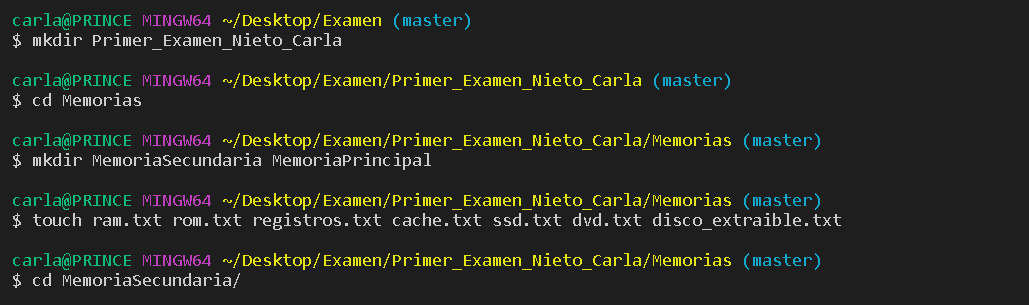 carla@PRINCE MINGW64 ~/Desktop/Examen (master)
$ mkdir Primer_Examen_Nieto_Carla
carla@PRINCE MINGW64 ~/Desktop/Examen/Primer_Examen_Nieto_Carla (master)
$ cd Memorias
carla@PRINCE MINGW64 ~/Desktop/Examen/Primer_Examen_Nieto_Carla/Memorias (master)
$ mkdir MemoriaSecundaria MemoriaPrincipal
carla@PRINCE MINGW64 ~/Desktop/Examen/Primer_Examen_Nieto_Carla/Memorias (master)
$ touch ram.txt rom.txt registros.txt cache.txt ssd.txt dvd.txt disco_extraible.txt
carla@PRINCE MINGW64 ~/Desktop/Examen/Primer_Examen_Nieto_Carla/Memorias (master)
$ cd MemoriaSecundaria/